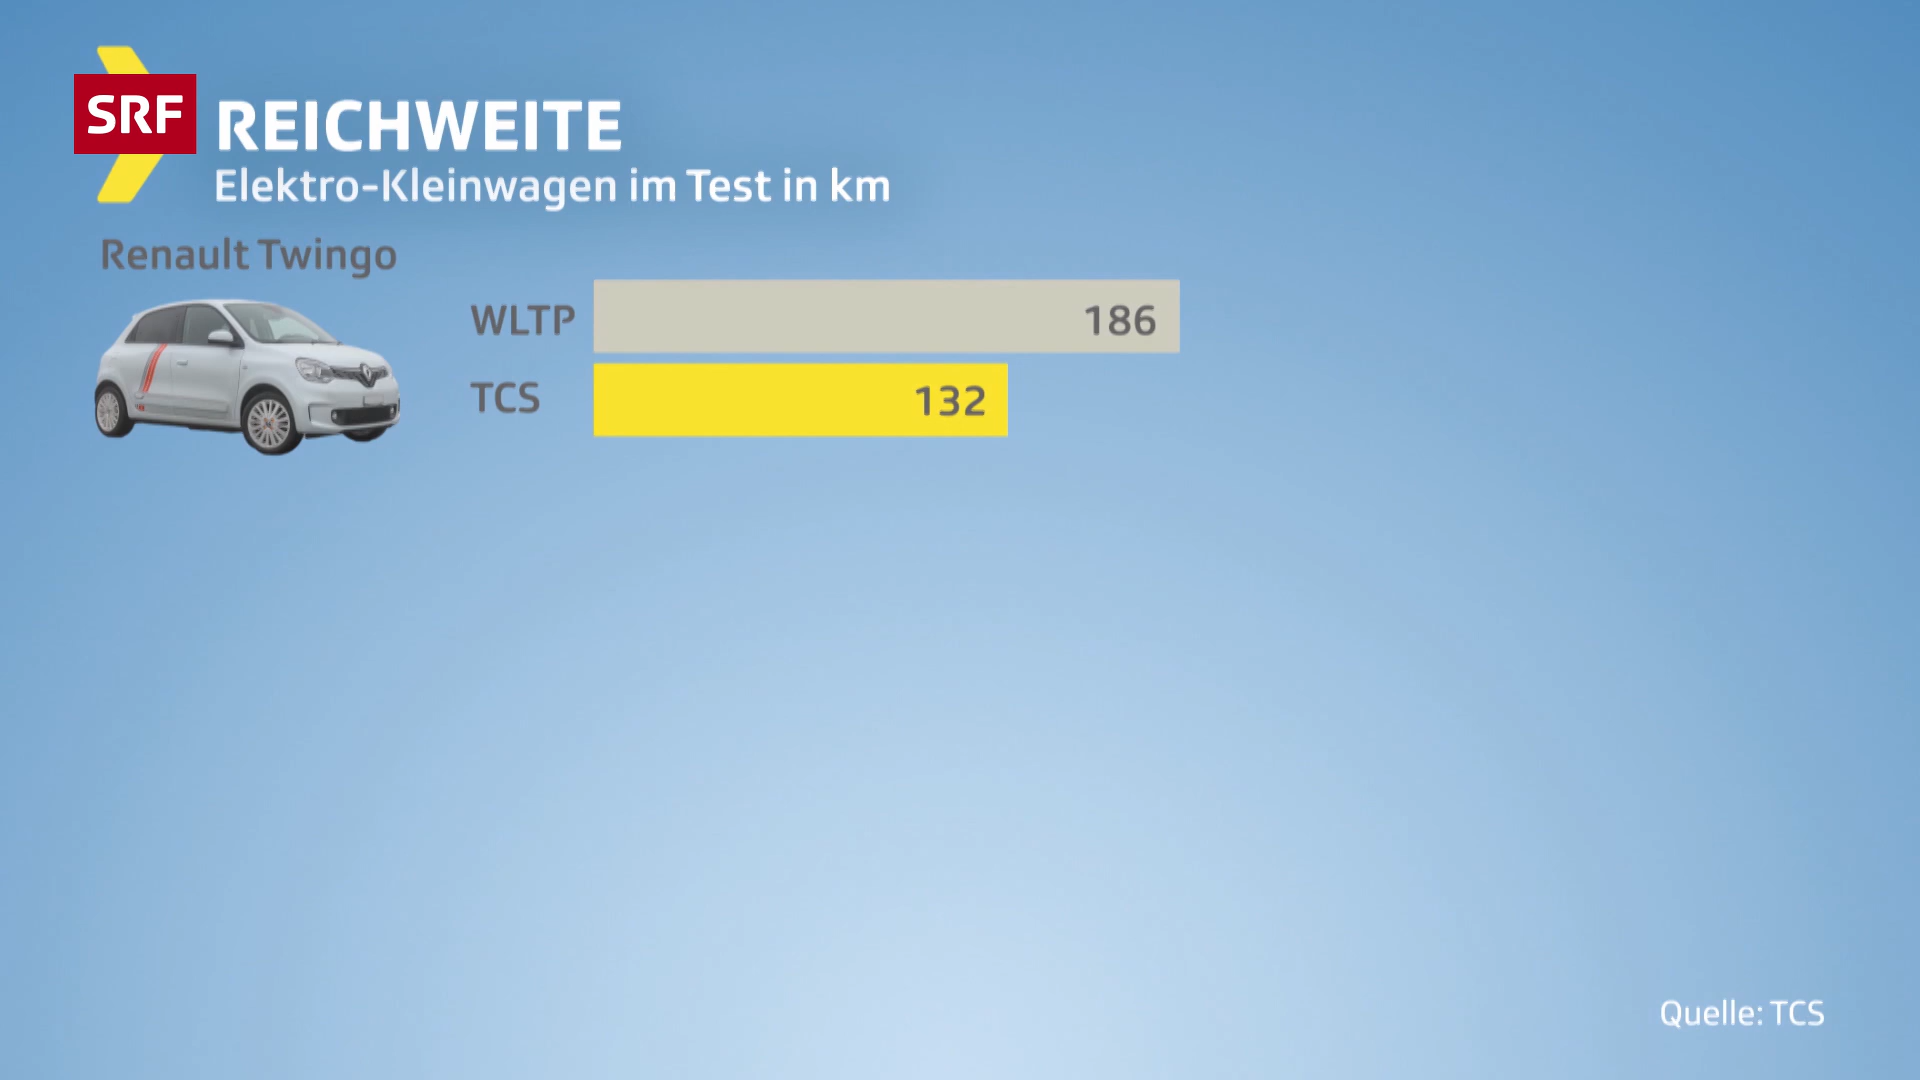 SRF
REICHWEITE
Elektro-Kleinwagen im Test in km
Renault Twingo
WLTP 186
TCS 132
Quelle: TCS